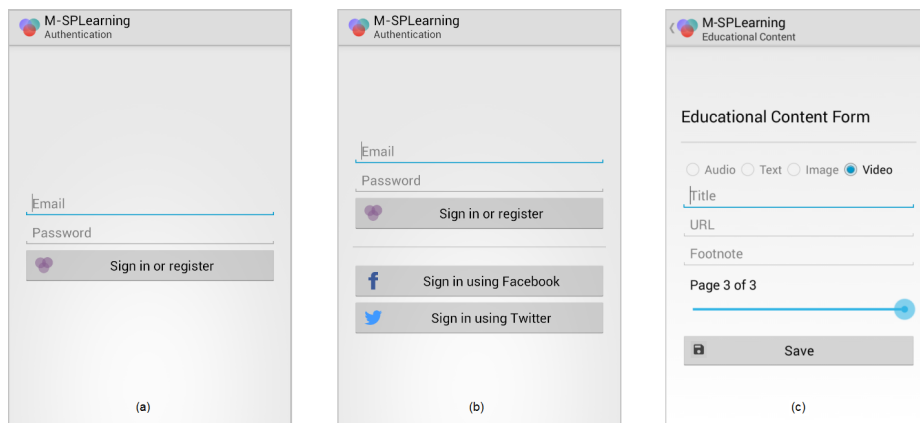 M-SPLearning
Authentication
Email
Password
Sign in or register
(a)
M-SPLearning
Authentication
Email
Password
Sign in or register
Sign in using Facebook
Sign in using Twitter
(b)
M-SPLearning
Educational Content
Educational Content Form
Audio Text Image Video
Title
URL
Footnote
Page 3 of 3
Save
(c)